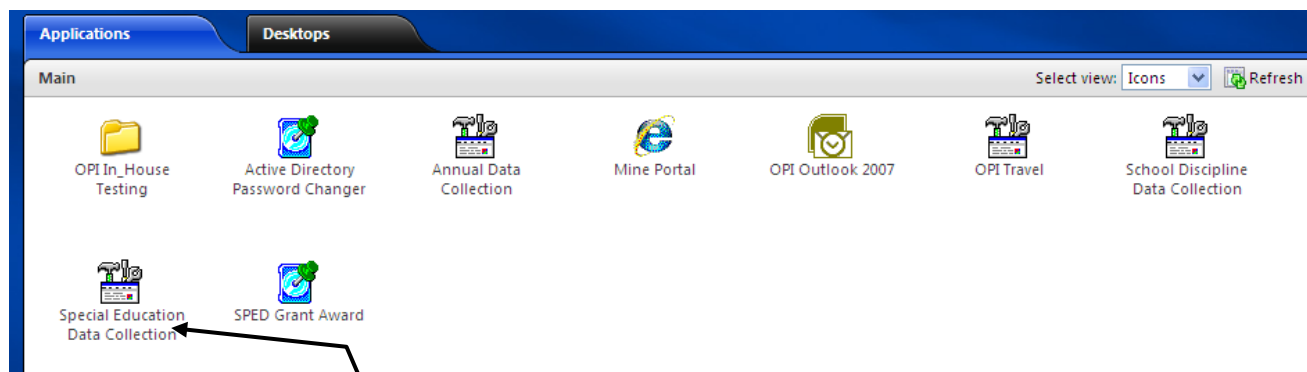 Applications Desktops
Main Select view: Icons Refresh
OPI In_House Testing
Active Directory Password Changer
Annual Data Collection
Mine Portal
OPI Outlook 2007
OPI Travel
School Discipline Data Collection
Special Education Data Collection
SPED Grant Award